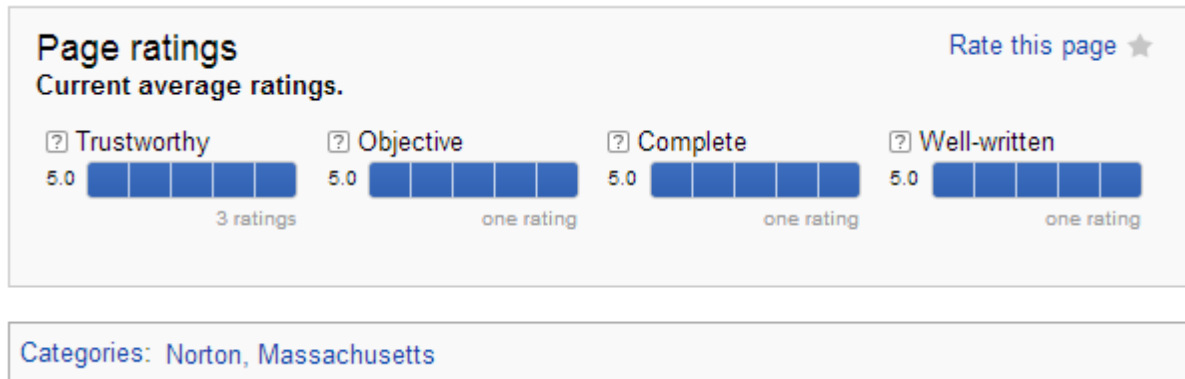 Page ratings
Rate this page
Current average ratings.
? Trustworthy
? Objective
? Complete
? Well-written
5.0
5.0
5.0
5.0
3 ratings
one rating
one rating
one rating
Categories: Norton, Massachusetts